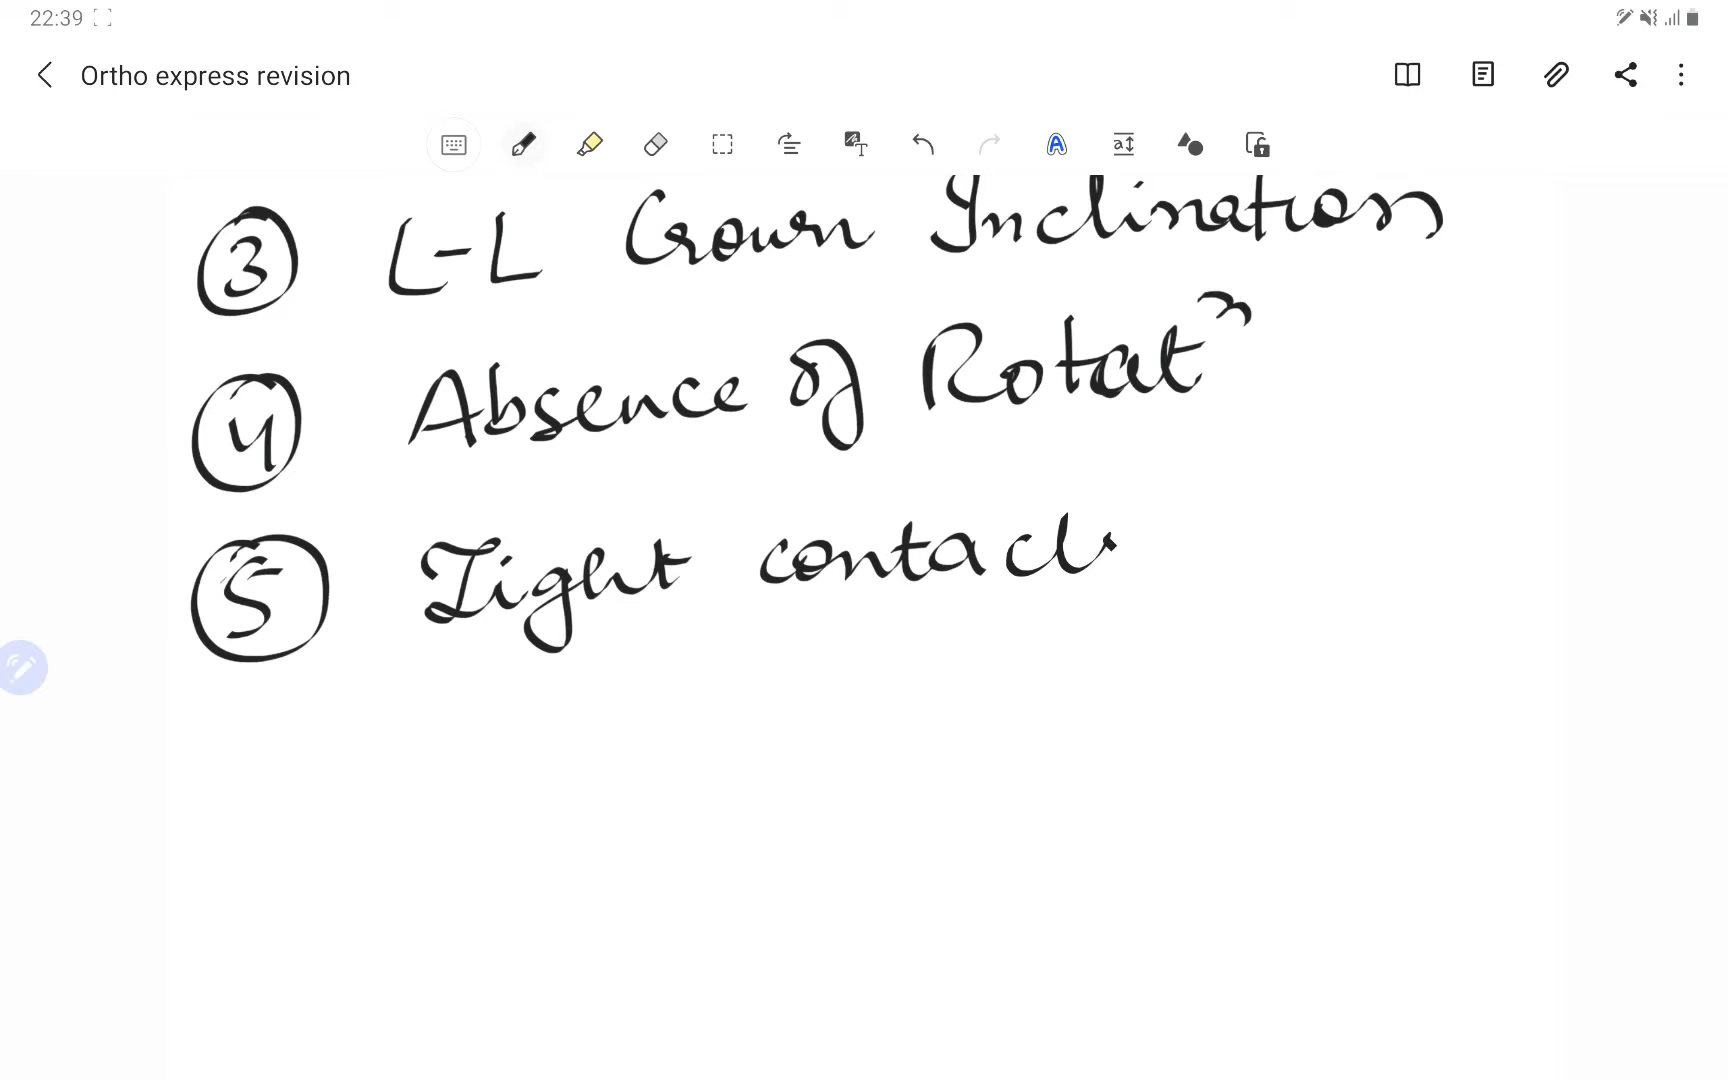 22:39
Ortho express revision
③ L-L Crown Inclination
④ Absence of Rotatⁿ
⑤ Tight contact